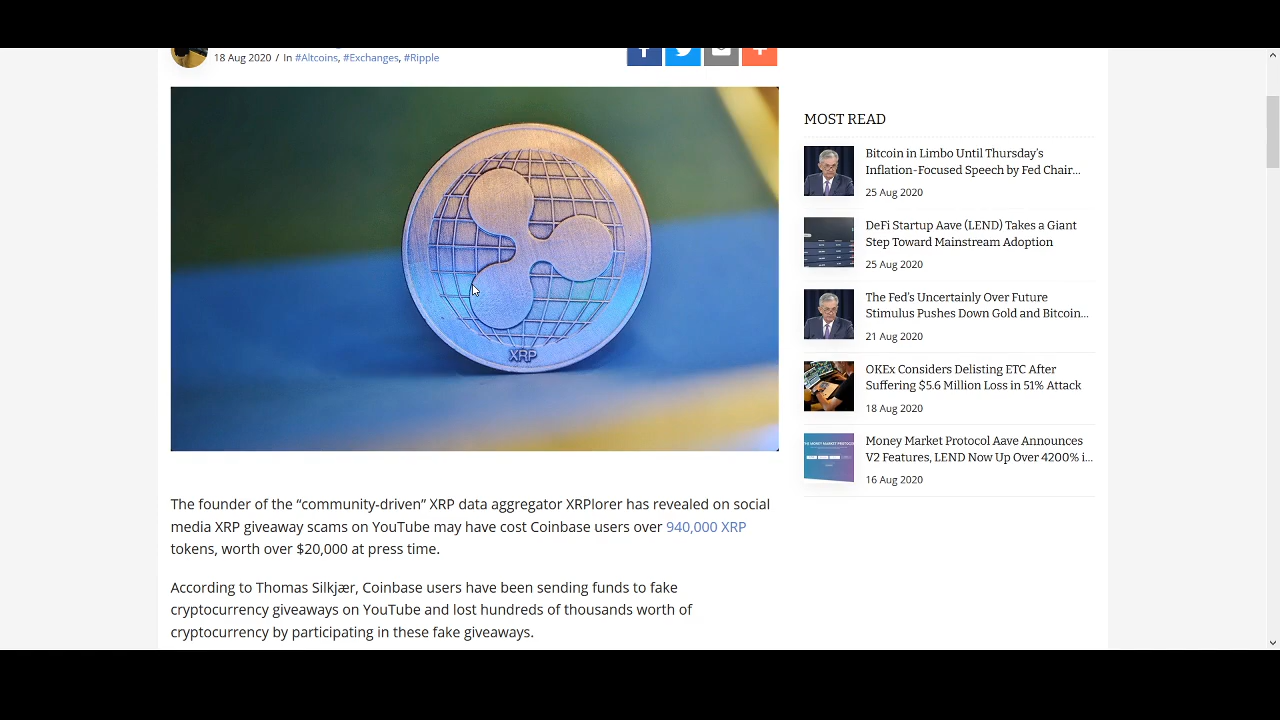 18 Aug 2020 / In #Altcoins, #Exchanges, #Ripple
XRP
The founder of the “community-driven” XRP data aggregator XRPlorer has revealed on social
media XRP giveaway scams on YouTube may have cost Coinbase users over 940,000 XRP
tokens, worth over $20,000 at press time.
According to Thomas Silkjær, Coinbase users have been sending funds to fake
cryptocurrency giveaways on YouTube and lost hundreds of thousands worth of
cryptocurrency by participating in these fake giveaways.
MOST READ
Bitcoin in Limbo Until Thursday’s
Inflation-Focused Speech by Fed Chair...
25 Aug 2020
DeFi Startup Aave (LEND) Takes a Giant
Step Toward Mainstream Adoption
25 Aug 2020
The Fed’s Uncertainly Over Future
Stimulus Pushes Down Gold and Bitcoin...
21 Aug 2020
OKEx Considers Delisting ETC After
Suffering $5.6 Million Loss in 51% Attack
18 Aug 2020
Money Market Protocol Aave Announces
V2 Features, LEND Now Up Over 4200% i...
16 Aug 2020